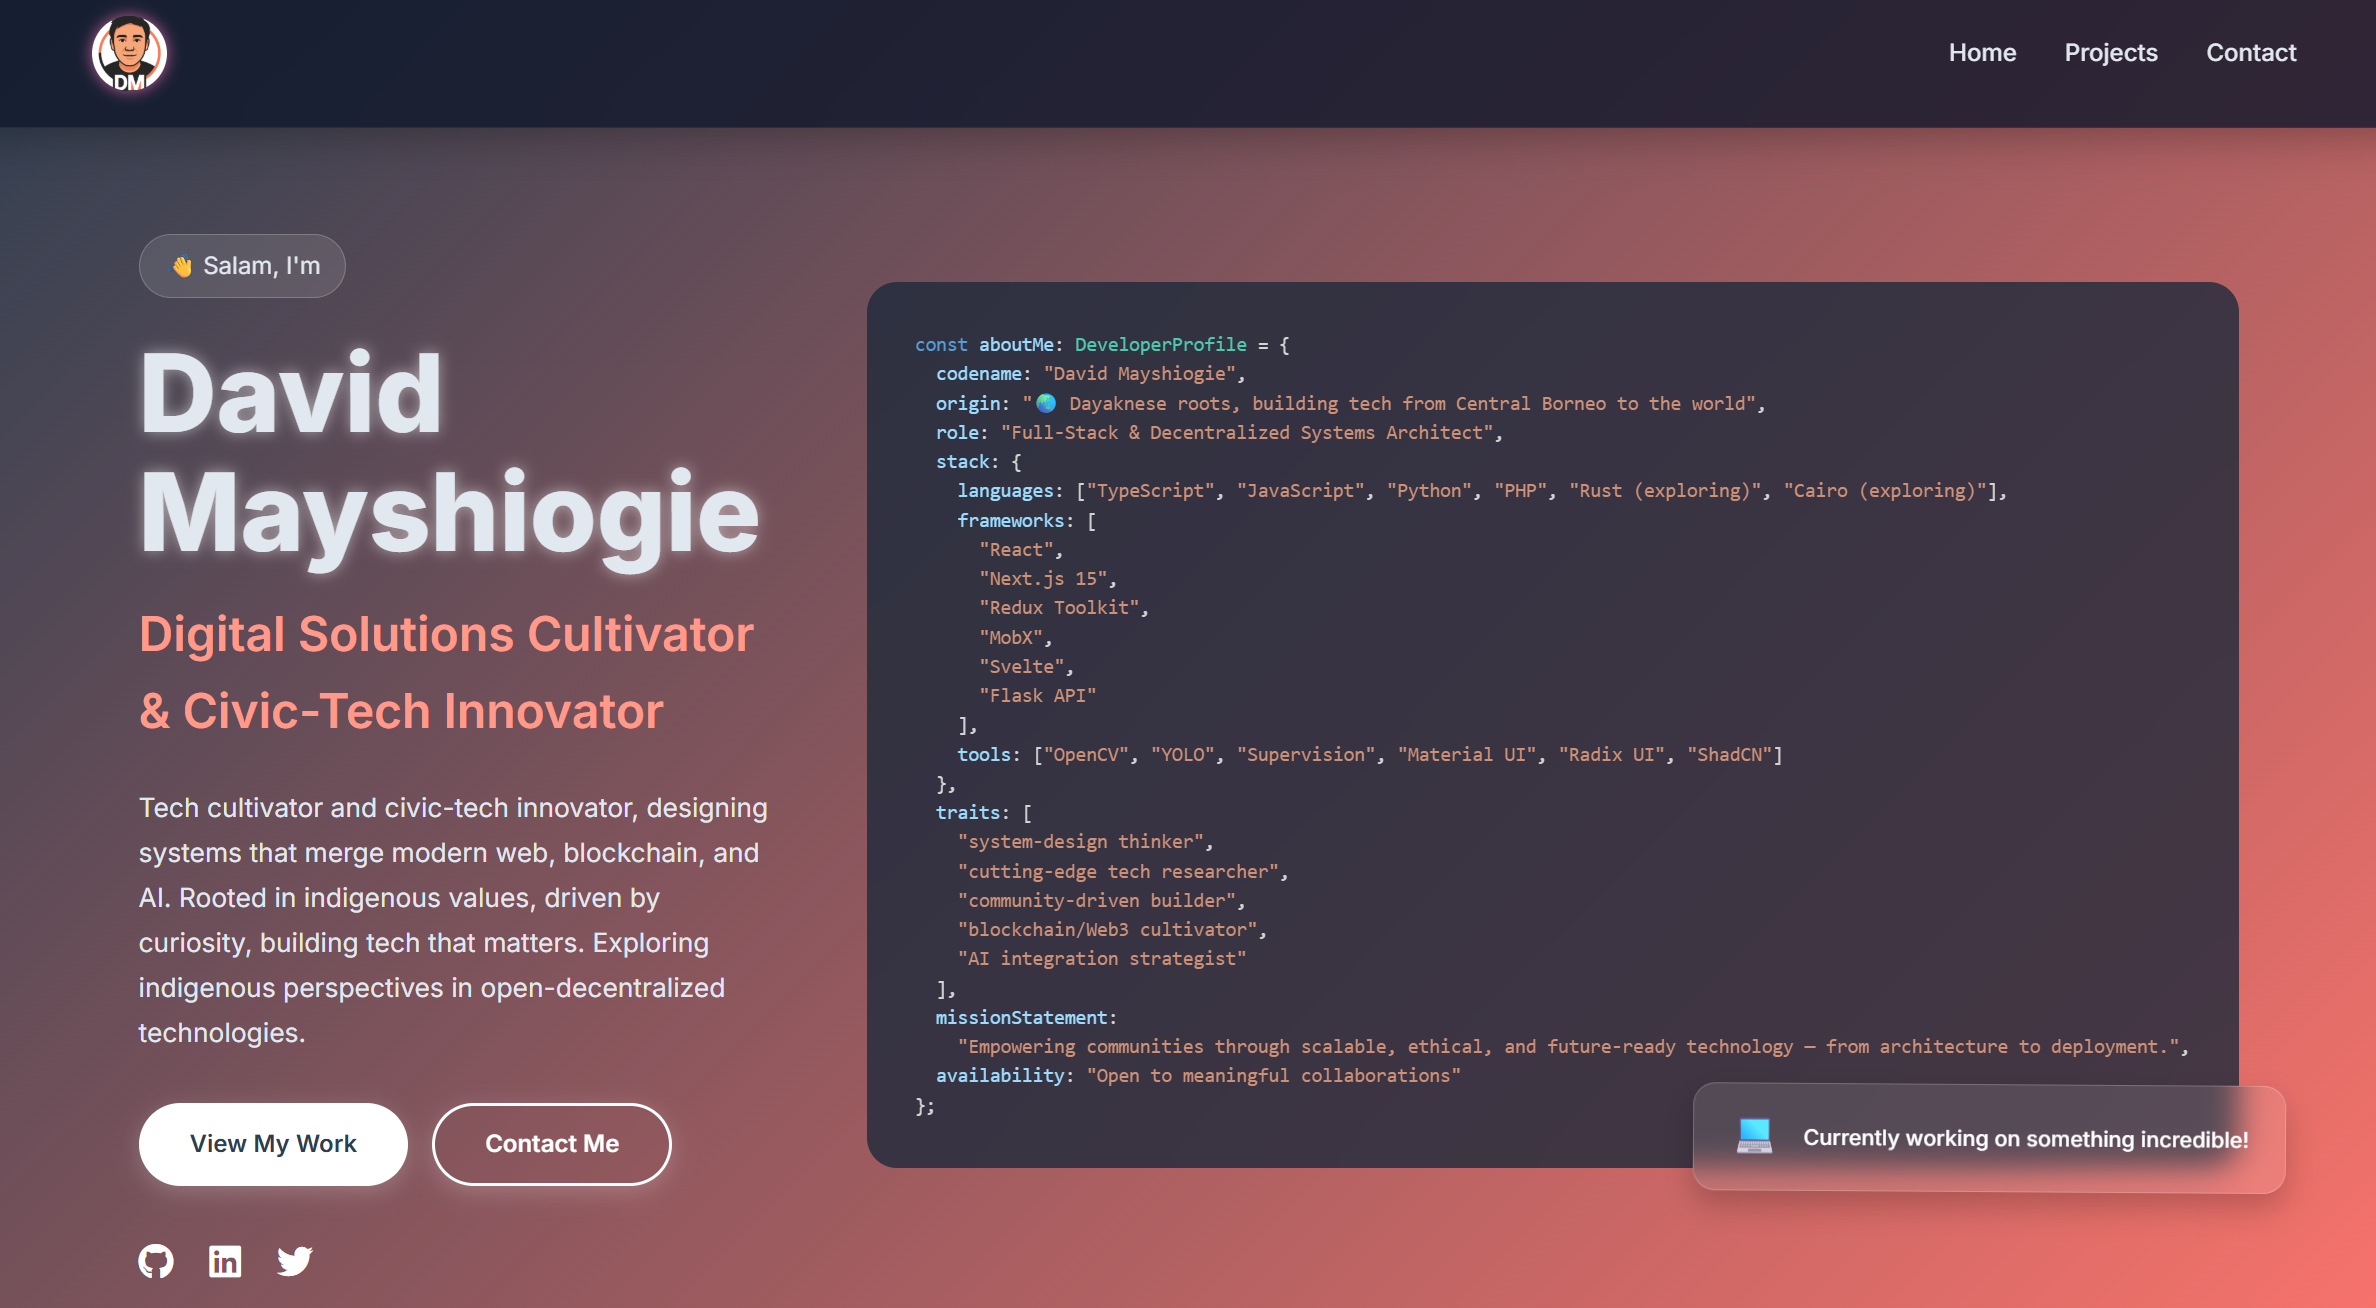 DM
Home Projects Contact
👋 Salam, I'm
David
Mayshiogie
Digital Solutions Cultivator
& Civic-Tech Innovator
Tech cultivator and civic-tech innovator, designing
systems that merge modern web, blockchain, and
AI. Rooted in indigenous values, driven by
curiosity, building tech that matters. Exploring
indigenous perspectives in open-decentralized
technologies.
View My Work
Contact Me
const aboutMe: DeveloperProfile = {
  codename: "David Mayshiogie",
  origin: "🌏 Dayaknese roots, building tech from Central Borneo to the world",
  role: "Full-Stack & Decentralized Systems Architect",
  stack: {
    languages: ["TypeScript", "JavaScript", "Python", "PHP", "Rust (exploring)", "Cairo (exploring)"],
    frameworks: [
      "React",
      "Next.js 15",
      "Redux Toolkit",
      "MobX",
      "Svelte",
      "Flask API"
    ],
    tools: ["OpenCV", "YOLO", "Supervision", "Material UI", "Radix UI", "ShadCN"]
  },
  traits: [
    "system-design thinker",
    "cutting-edge tech researcher",
    "community-driven builder",
    "blockchain/Web3 cultivator",
    "AI integration strategist"
  ],
  missionStatement:
    "Empowering communities through scalable, ethical, and future-ready technology — from architecture to deployment.",
  availability: "Open to meaningful collaborations"
};
💻 Currently working on something incredible!
in